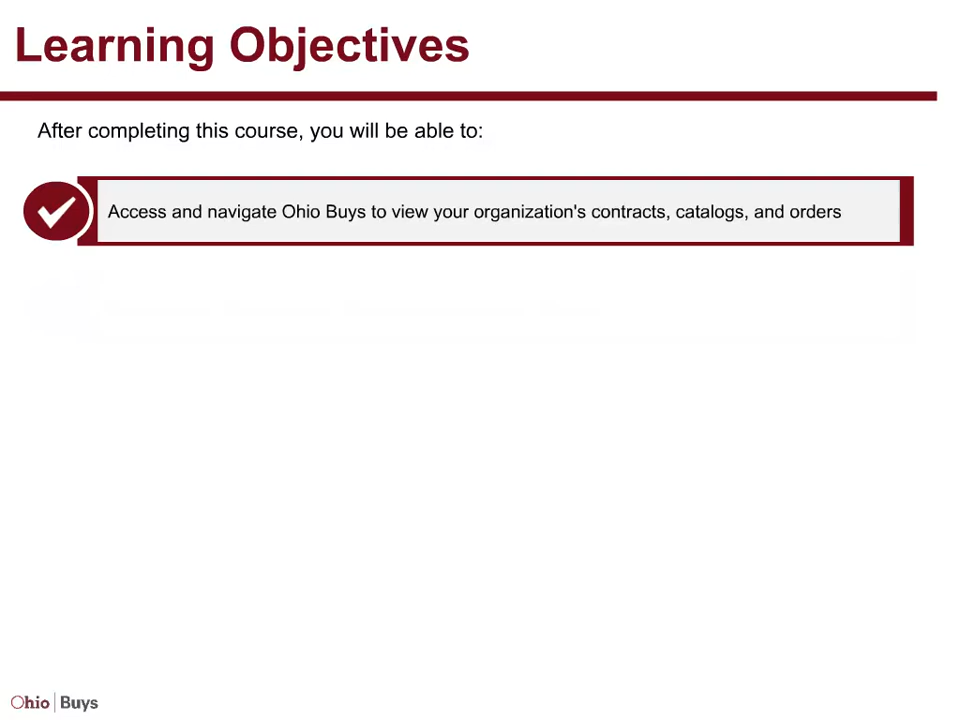 Learning Objectives
After completing this course, you will be able to:
Access and navigate Ohio Buys to view your organization's contracts, catalogs, and orders
Ohio Buys